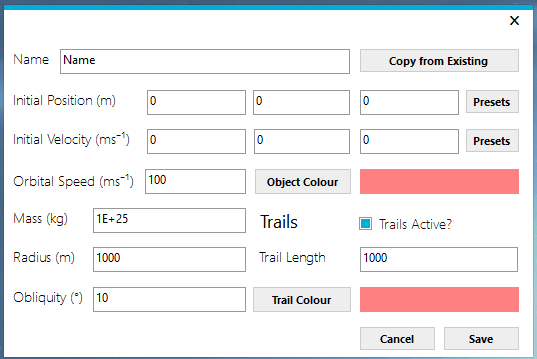 X
Name Name Copy from Existing
Initial Position (m) 0 0 0 Presets
Initial Velocity (ms⁻¹) 0 0 0 Presets
Orbital Speed (ms⁻¹) 100 Object Colour
Mass (kg) 1E+25 Trails Trails Active?
Radius (m) 1000 Trail Length 1000
Obliquity (°) 10 Trail Colour
Cancel Save